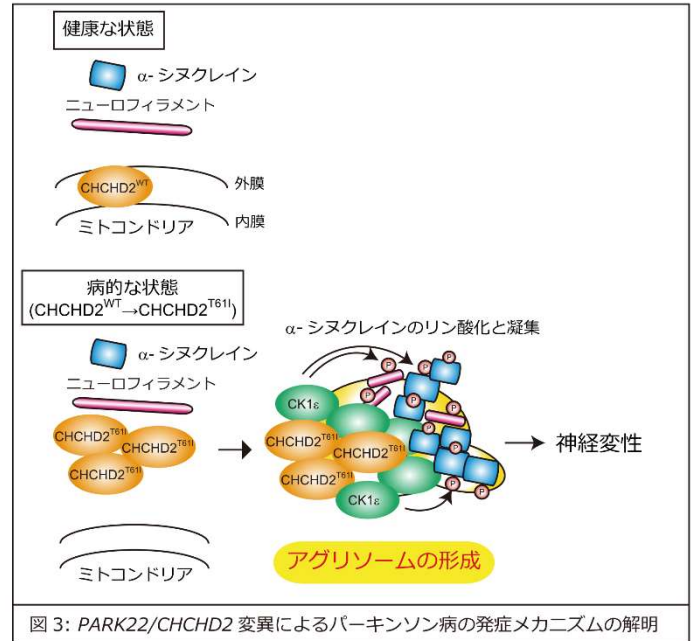 健康な状態
α- シヌクレイン
ニューロフィラメント
CHCHD2WT
外膜
内膜
ミトコンドリア
病的な状態
(CHCHD2WT→CHCHD2T61I)
α- シヌクレイン
ニューロフィラメント
CHCHD2T61I
CHCHD2T61I
CHCHD2T61I
ミトコンドリア
α- シヌクレインのリン酸化と凝集
P
P
P
P
P
P
P
P
P
P
CK1ε
CHCHD2T61I
CHCHD2T61I
CHCHD2T61I
CK1ε
神経変性
アグリソームの形成
図 3: PARK22/CHCHD2 変異によるパーキンソン病の発症メカニズムの解明